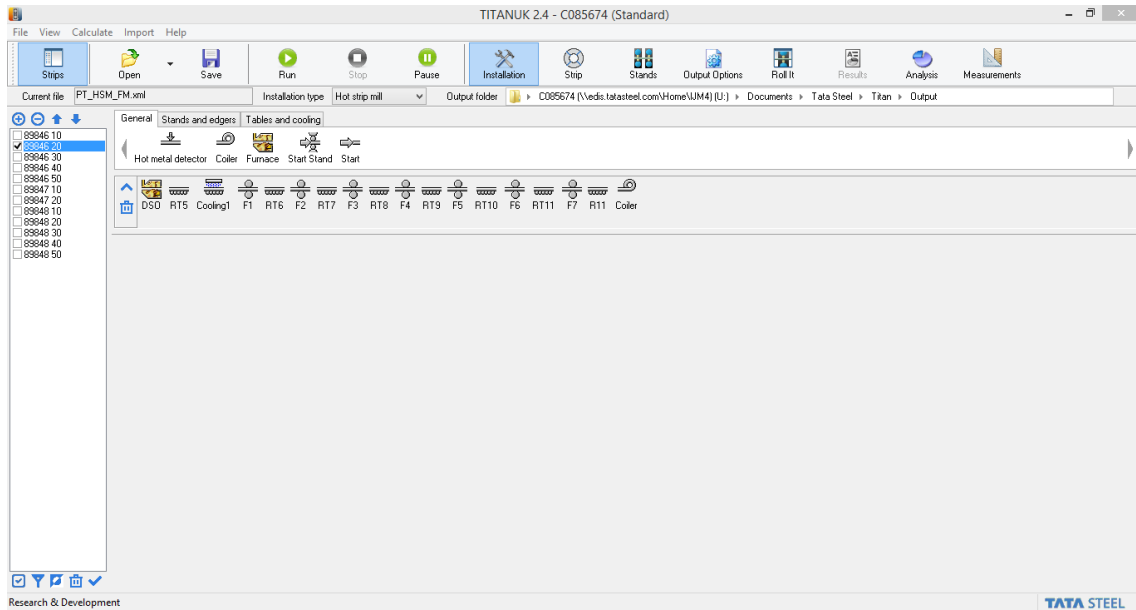 TITANUK 2.4 - C085674 (Standard)
File View Calculate Import Help
Strips Open Save Run Stop Pause Installation Strip Stands Output Options Roll It Results Analysis Measurements
Current file PT_HSM_FM.xml Installation type Hot strip mill Output folder C085674 (\\edis.tatasteel.com\Home\IJM4) (U:) Documents Tata Steel Titan Output
General Stands and edgers Tables and cooling
Hot metal detector Coiler Furnace Start Stand Start
DSO RT5 Cooling1 F1 RT6 F2 RT7 F3 RT8 F4 RT9 F5 RT10 F6 RT11 F7 R11 Coiler
89846 10
89846 20
89846 30
89846 40
89846 50
89847 10
89847 20
89848 10
89848 20
89848 30
89848 40
89848 50
Research & Development
TATA STEEL